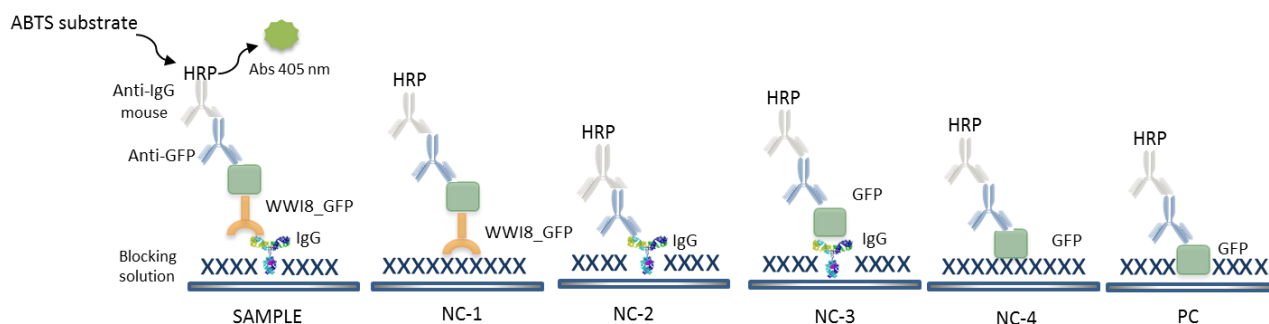 ABTS substrate
HRP
Abs 405 nm
Anti-IgG
mouse
Anti-GFP
WWI8_GFP
IgG
Blocking
solution
XXXX XXXX
SAMPLE
HRP
WWI8_GFP
XXXXXXXXXX
NC-1
HRP
IgG
XXXX XXXX
NC-2
HRP
GFP
IgG
XXXX XXXX
NC-3
HRP
GFP
XXXXXXXXXX
NC-4
HRP
GFP
XXXX XXXX
PC